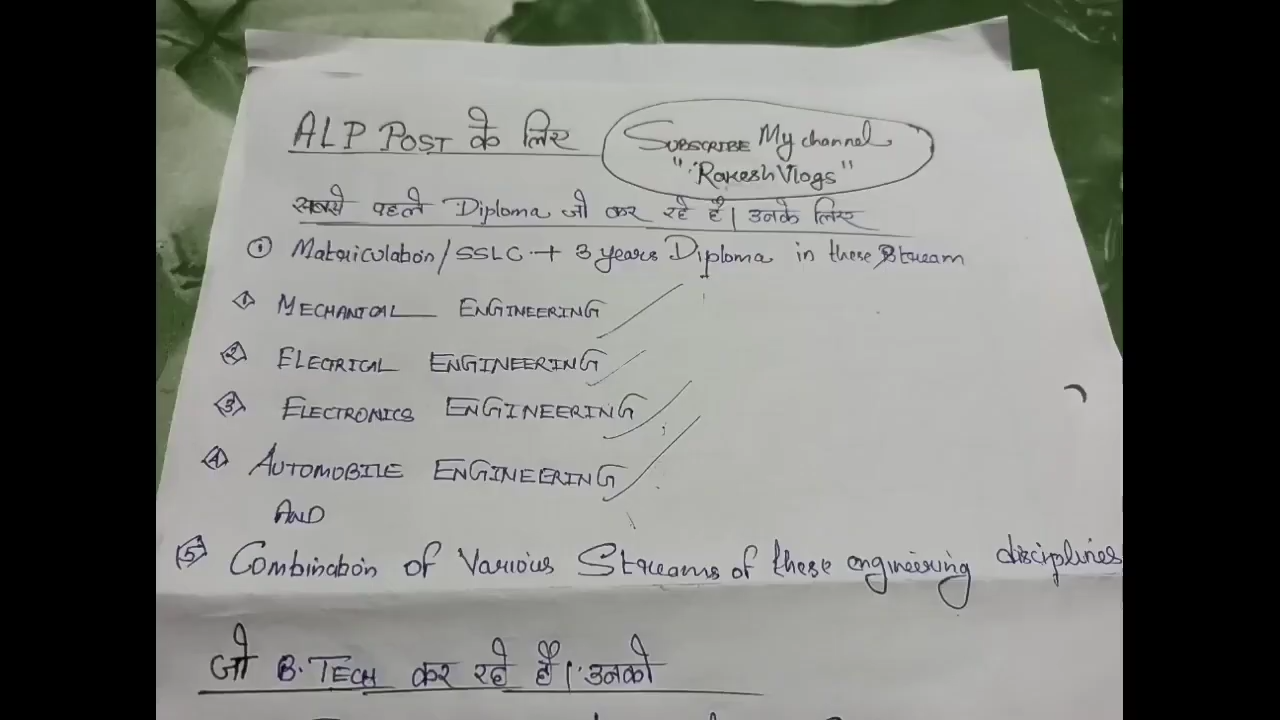 ALP POST के लिए
SUBSCRIBE My channel
"Rakesh Vlogs"
सबसे पहले Diploma जो कर रहे हैं| उनके लिए
① Matriculation/SSLC + 3 years Diploma in these Stream
1 MECHANICAL ENGINEERING
2 ELECTRICAL ENGINEERING
3 ELECTRONICS ENGINEERING
4 AUTOMOBILE ENGINEERING
AND
5 Combination of Various Streams of these engineering disciplines
जो B.TECH कर रहे हैं| उनको